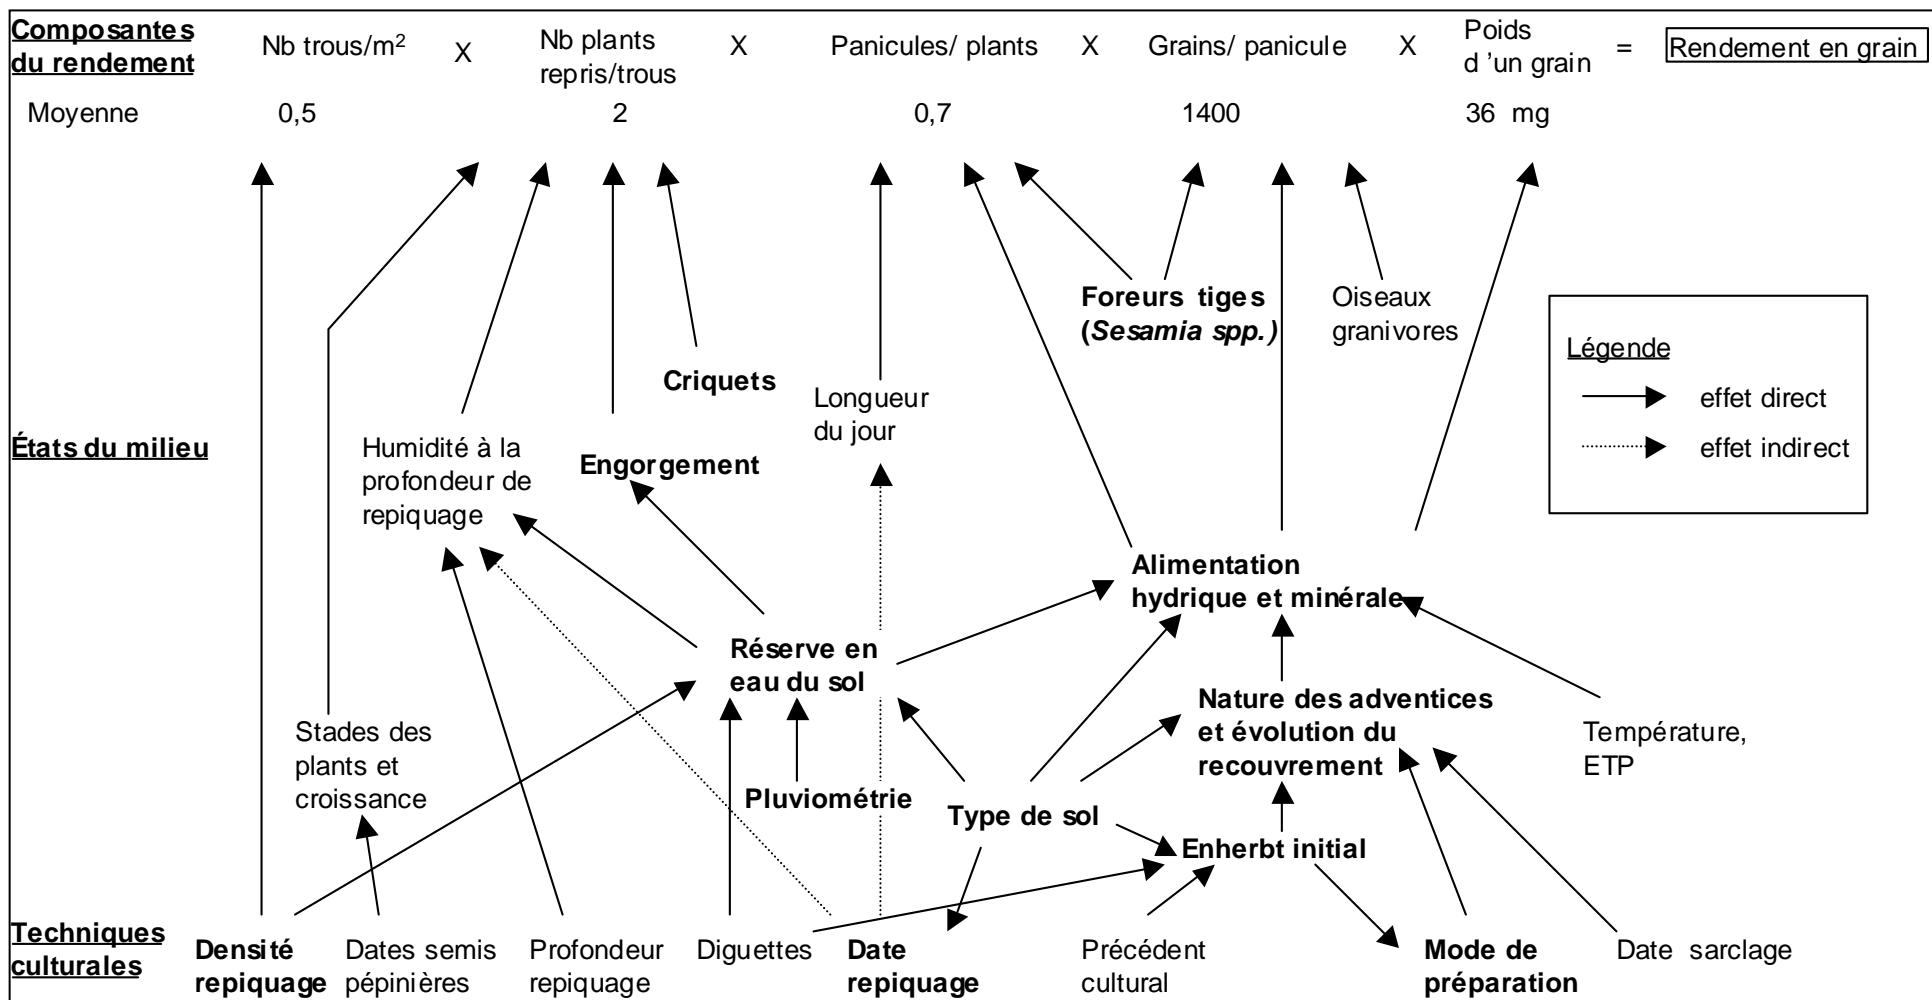 Composantes
du rendement
Nb trous/m²
X
Nb plants
repris/trous
X
Panicules/ plants
X
Grains/ panicule
X
Poids
d 'un grain
=
Rendement en grain
Moyenne
0,5
2
0,7
1400
36 mg
Foreurs tiges
(Sesamia spp.)
Oiseaux
granivores
Légende
effet direct
effet indirect
Criquets
Longueur
du jour
États du milieu
Humidité à la
profondeur de
repiquage
Engorgement
Alimentation
hydrique et minérale
Réserve en
eau du sol
Nature des adventices
et évolution du
recouvrement
Température,
ETP
Stades des
plants et
croissance
Pluviométrie
Type de sol
Enherbt initial
Techniques
culturales
Densité
repiquage
Dates semis
pépinières
Profondeur
repiquage
Diguettes
Date
repiquage
Précédent
cultural
Mode de
préparation
Date sarclage